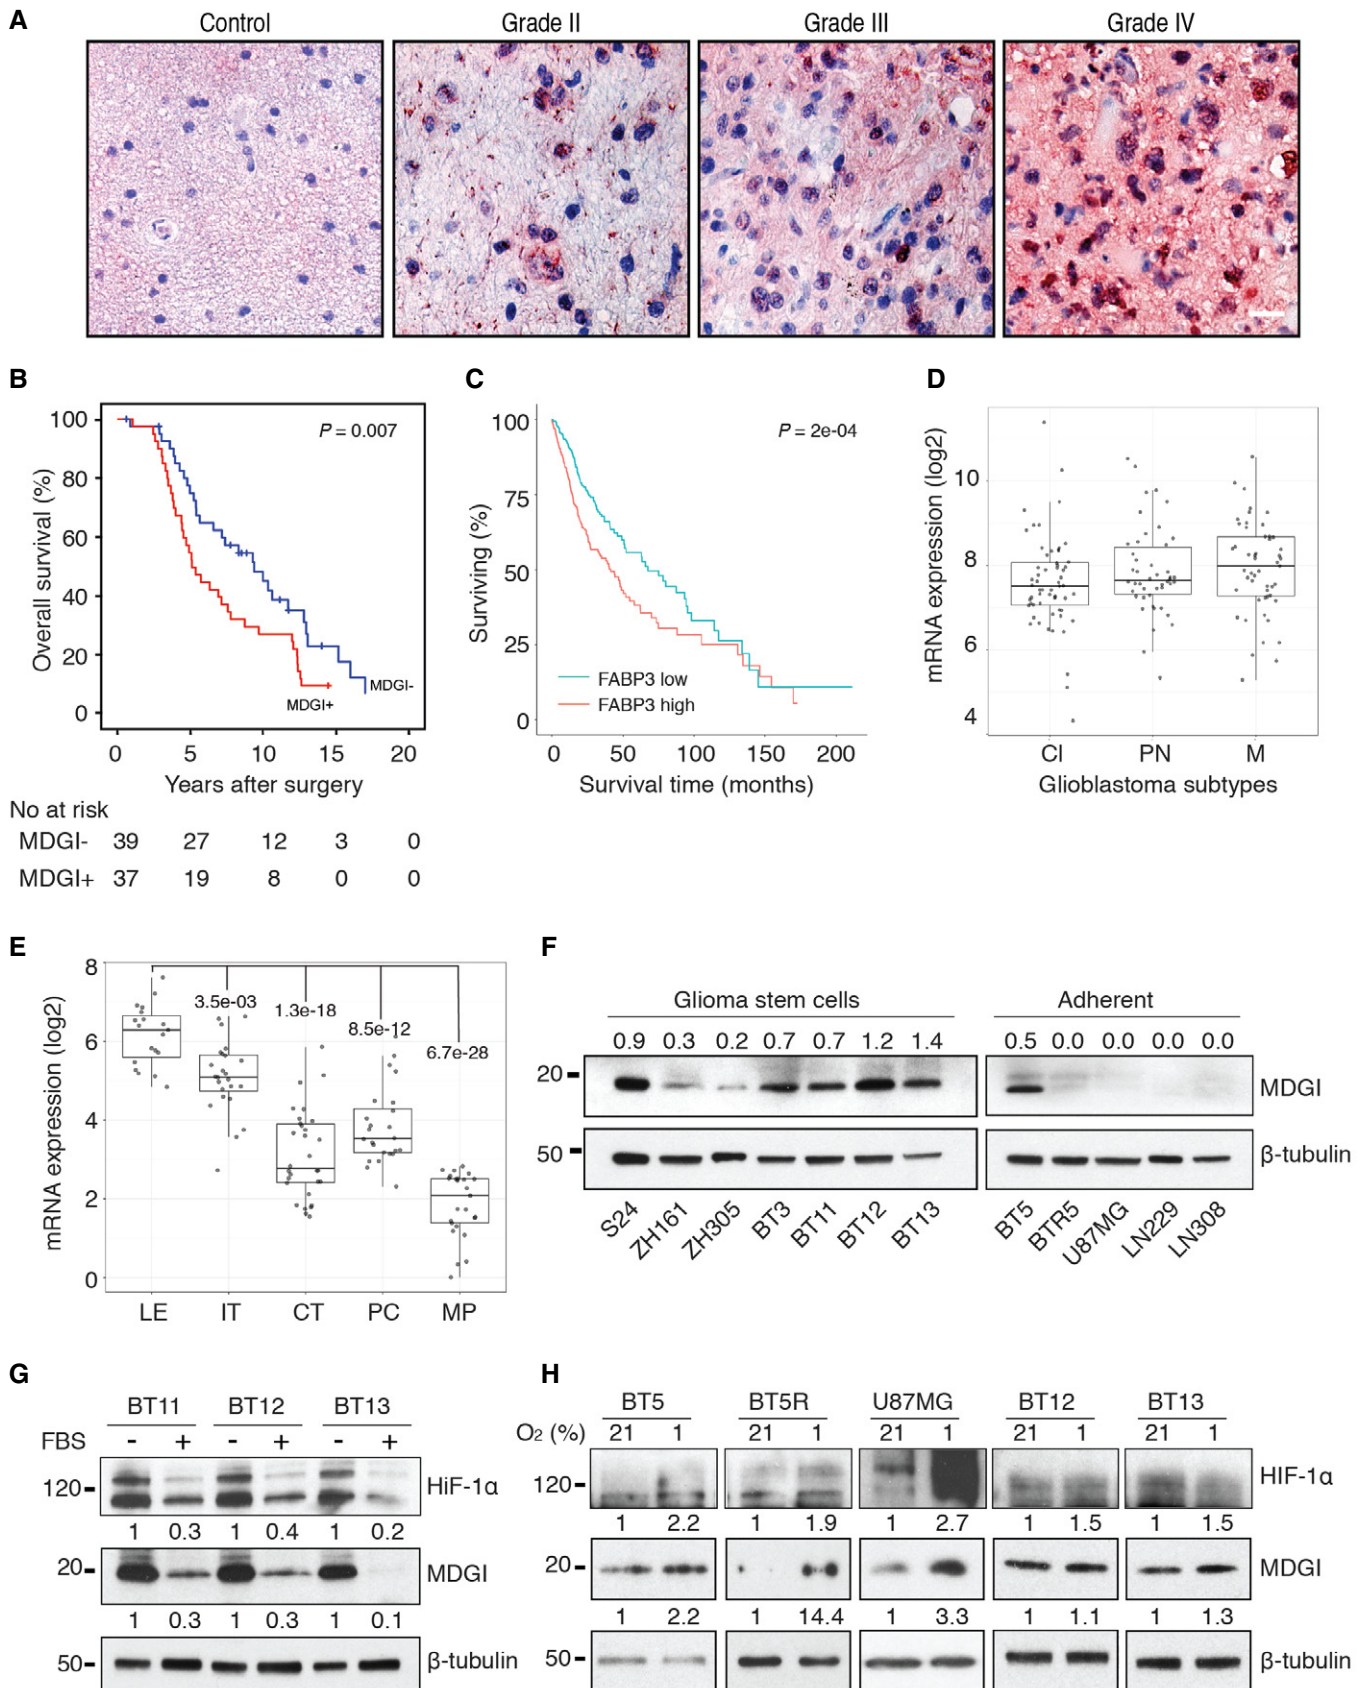 A
Control Grade II Grade III Grade IV
B
P = 0.007
100
80
60
40
20
0
Overall survival (%)
MDGI-
MDGI+
0 5 10 15 20
Years after surgery
No at risk
MDGI- 39 27 12 3 0
MDGI+ 37 19 8 0 0
C
P = 2e-04
100
75
50
25
0
Surviving (%)
FABP3 low
FABP3 high
0 50 100 150 200
Survival time (months)
D
10
8
6
4
mRNA expression (log2)
Cl PN M
Glioblastoma subtypes
E
8
6
4
2
0
mRNA expression (log2)
3.5e-03
1.3e-18
8.5e-12
6.7e-28
LE IT CT PC MP
F
Glioma stem cells Adherent
0.9 0.3 0.2 0.7 0.7 1.2 1.4 0.5 0.0 0.0 0.0 0.0
20 MDGI
50 β-tubulin
S24 ZH161 ZH305 BT3 BT11 BT12 BT13 BT5 BTR5 U87MG LN229 LN308
G
BT11 BT12 BT13
FBS - + - + - +
120 HiF-1α
1 0.3 1 0.4 1 0.2
20 MDGI
1 0.3 1 0.3 1 0.1
50 β-tubulin
H
BT5 BT5R U87MG BT12 BT13
O2 (%) 21 1 21 1 21 1 21 1 21 1
120 HIF-1α
1 2.2 1 1.9 1 2.7 1 1.5 1 1.5
20 MDGI
1 2.2 1 14.4 1 3.3 1 1.1 1 1.3
50 β-tubulin